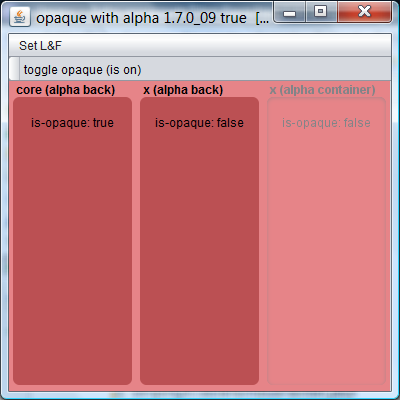 opaque with alpha 1.7.0_09 true [...
Set L&F
toggle opaque (is on)
core (alpha back) x (alpha back) x (alpha container)
is-opaque: true is-opaque: false is-opaque: false